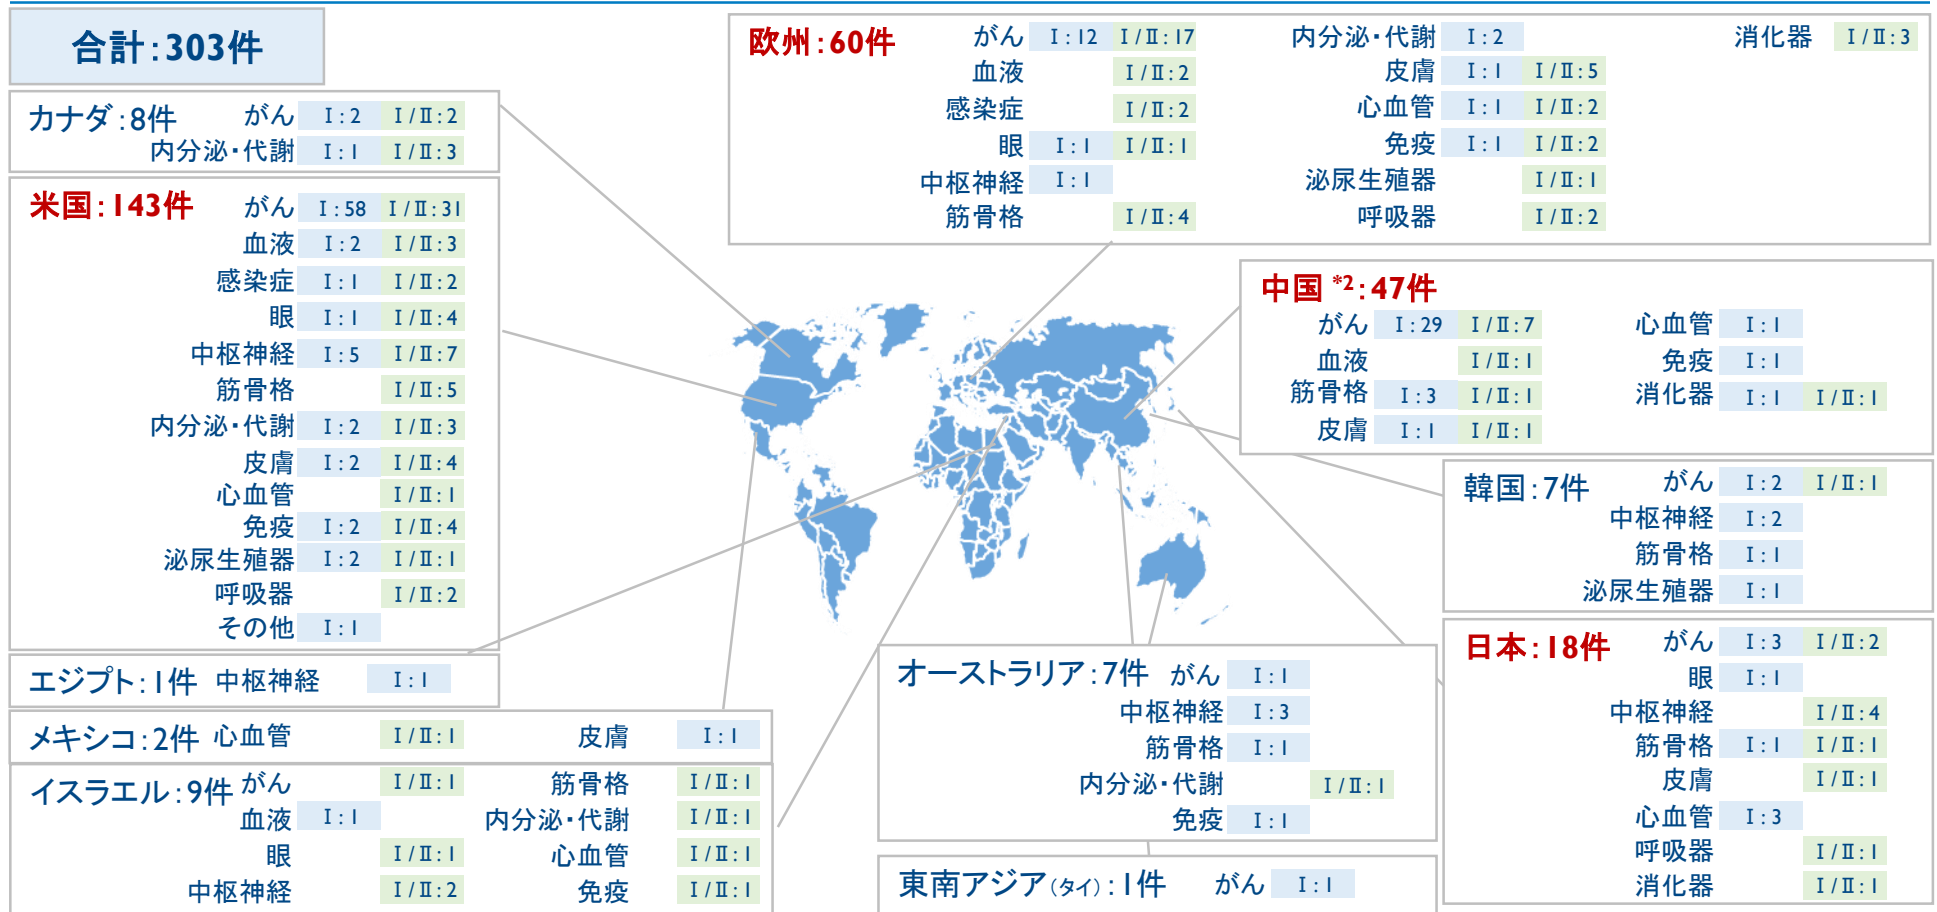 合計:303件
カナダ:8件 がん Ⅰ:2 Ⅰ/Ⅱ:2
内分泌・代謝 Ⅰ:1 Ⅰ/Ⅱ:3
米国:143件 がん Ⅰ:58 Ⅰ/Ⅱ:31
血液 Ⅰ:2 Ⅰ/Ⅱ:3
感染症 Ⅰ:1 Ⅰ/Ⅱ:2
眼 Ⅰ:1 Ⅰ/Ⅱ:4
中枢神経 Ⅰ:5 Ⅰ/Ⅱ:7
筋骨格 Ⅰ/Ⅱ:5
内分泌・代謝 Ⅰ:2 Ⅰ/Ⅱ:3
皮膚 Ⅰ:2 Ⅰ/Ⅱ:4
心血管 Ⅰ/Ⅱ:1
免疫 Ⅰ:2 Ⅰ/Ⅱ:4
泌尿生殖器 Ⅰ:2 Ⅰ/Ⅱ:1
呼吸器 Ⅰ/Ⅱ:2
その他 Ⅰ:1
エジプト:1件 中枢神経 Ⅰ:1
メキシコ:2件 心血管 Ⅰ/Ⅱ:1 皮膚 Ⅰ:1
イスラエル:9件 がん Ⅰ/Ⅱ:1 筋骨格 Ⅰ/Ⅱ:1
血液 Ⅰ:1 内分泌・代謝 Ⅰ/Ⅱ:1
眼 Ⅰ/Ⅱ:1 心血管 Ⅰ/Ⅱ:1
中枢神経 Ⅰ/Ⅱ:2 免疫 Ⅰ/Ⅱ:1
欧州:60件 がん Ⅰ:12 Ⅰ/Ⅱ:17 内分泌・代謝 Ⅰ:2 消化器 Ⅰ/Ⅱ:3
血液 Ⅰ/Ⅱ:2 皮膚 Ⅰ:1 Ⅰ/Ⅱ:5
感染症 Ⅰ/Ⅱ:2 心血管 Ⅰ:1 Ⅰ/Ⅱ:2
眼 Ⅰ:1 Ⅰ/Ⅱ:1 免疫 Ⅰ:1 Ⅰ/Ⅱ:2
中枢神経 Ⅰ:1 泌尿生殖器 Ⅰ/Ⅱ:1
筋骨格 Ⅰ/Ⅱ:4 呼吸器 Ⅰ/Ⅱ:2
中国 *2:47件
がん Ⅰ:29 Ⅰ/Ⅱ:7 心血管 Ⅰ:1
血液 Ⅰ/Ⅱ:1 免疫 Ⅰ:1
筋骨格 Ⅰ:3 Ⅰ/Ⅱ:1 消化器 Ⅰ:1 Ⅰ/Ⅱ:1
皮膚 Ⅰ:1 Ⅰ/Ⅱ:1
韓国:7件 がん Ⅰ:2 Ⅰ/Ⅱ:1
中枢神経 Ⅰ:2
筋骨格 Ⅰ:1
泌尿生殖器 Ⅰ:1
日本:18件 がん Ⅰ:3 Ⅰ/Ⅱ:2
眼 Ⅰ:1
中枢神経 Ⅰ/Ⅱ:4
筋骨格 Ⅰ:1 Ⅰ/Ⅱ:1
皮膚 Ⅰ/Ⅱ:1
心血管 Ⅰ:3
呼吸器 Ⅰ/Ⅱ:1
消化器 Ⅰ/Ⅱ:1
オーストラリア:7件 がん Ⅰ:1
中枢神経 Ⅰ:3
筋骨格 Ⅰ:1
内分泌・代謝 Ⅰ/Ⅱ:1
免疫 Ⅰ:1
東南アジア(タイ):1件 がん Ⅰ:1